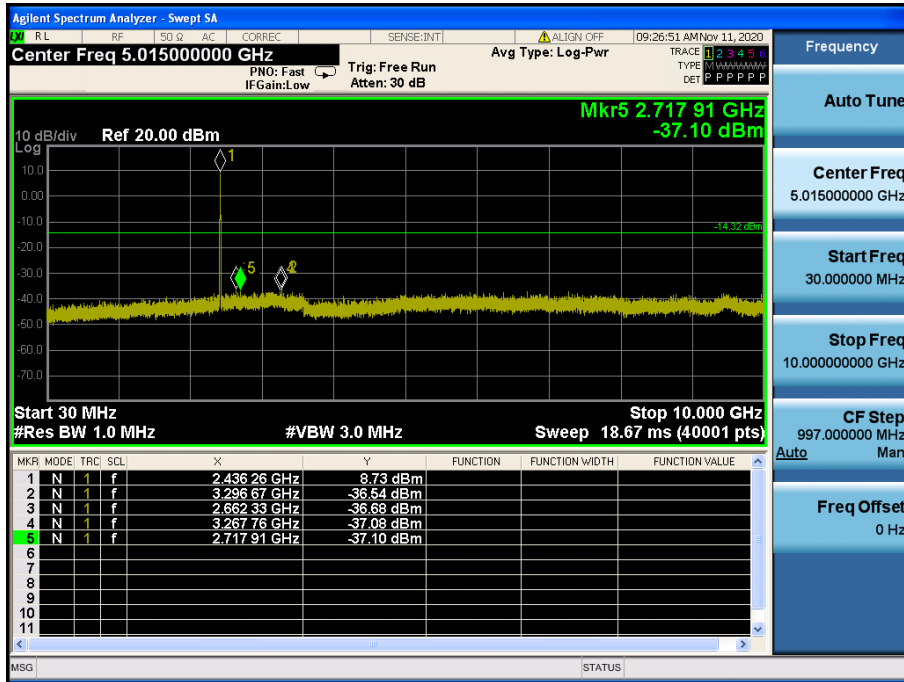 Agilent Spectrum Analyzer - Swept SA
LXI RL RF 50 Ω AC CORREC SENSE:INT ALIGN OFF 09:26:51 AM Nov 11, 2020
Center Freq 5.015000000 GHz
PNO: Fast
IFGain:Low
Trig: Free Run
Atten: 30 dB
Avg Type: Log-Pwr
TRACE 1 2 3 4 5 6
TYPE M W W W W W
DET P P P P P P
Mkr5 2.717 91 GHz
-37.10 dBm
10 dB/div Ref 20.00 dBm
Log
10.0
0.00
-10.0
-20.0
-30.0
-40.0
-50.0
-60.0
-70.0
1
5
-14.32 dBm
Start 30 MHz Stop 10.000 GHz
#Res BW 1.0 MHz #VBW 3.0 MHz Sweep 18.67 ms (40001 pts)
MKR MODE TRC SCL X Y FUNCTION FUNCTION WIDTH FUNCTION VALUE
1 N 1 f 2.436 26 GHz 8.73 dBm
2 N 1 f 3.296 67 GHz -36.54 dBm
3 N 1 f 2.662 33 GHz -36.68 dBm
4 N 1 f 3.267 76 GHz -37.08 dBm
5 N 1 f 2.717 91 GHz -37.10 dBm
6
7
8
9
10
11
MSG STATUS
Frequency
Auto Tune
Center Freq
5.015000000 GHz
Start Freq
30.000000 MHz
Stop Freq
10.000000000 GHz
CF Step
997.000000 MHz
Auto Man
Freq Offset
0 Hz